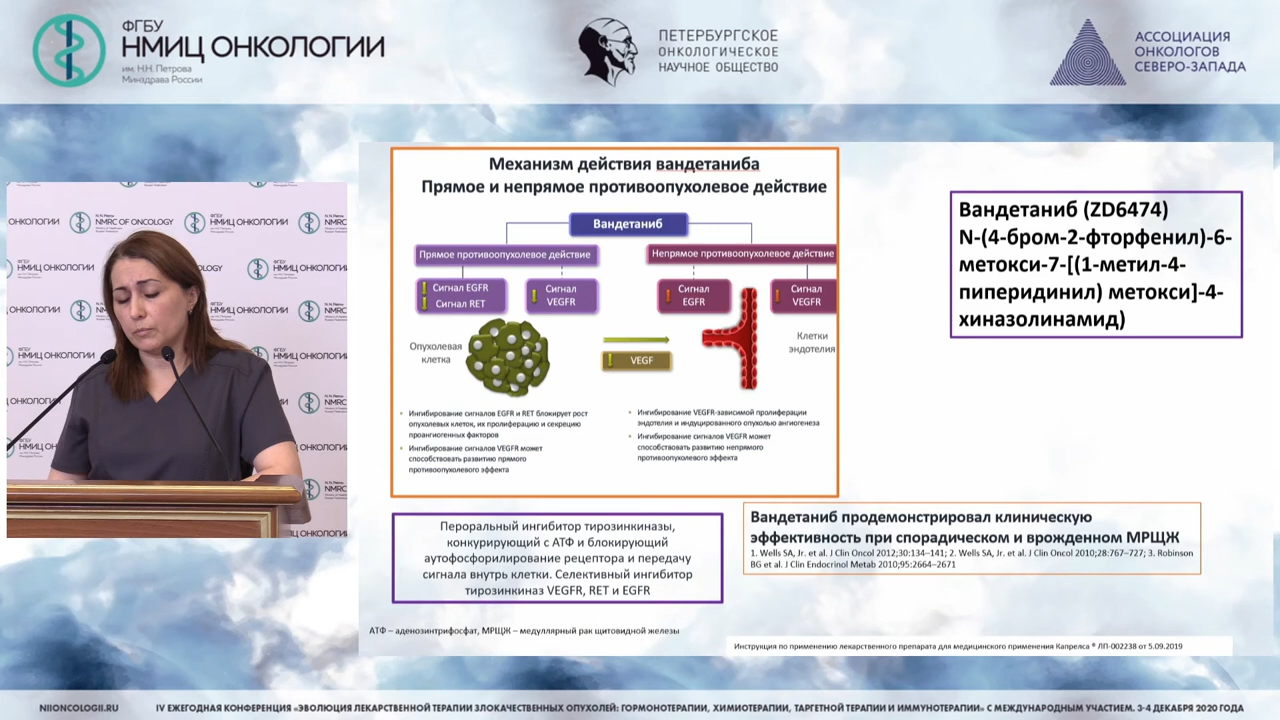 ФГБУ
НМИЦ ОНКОЛОГИИ
им. Н.Н. Петрова
Минздрава России
ПЕТЕРБУРГСКОЕ
ОНКОЛОГИЧЕСКОЕ
НАУЧНОЕ ОБЩЕСТВО
АССОЦИАЦИЯ
ОНКОЛОГОВ
СЕВЕРО-ЗАПАДА
ОНКОЛОГИИ
NMRC OF ONCOLOGY
НМИЦ ОНКОЛОГИИ
NMRC
Механизм действия вандетаниба
Прямое и непрямое противоопухолевое действие
Вандетаниб
Прямое противоопухолевое действие
Непрямое противоопухолевое действие
Сигнал EGFR
Сигнал RET
Сигнал
VEGFR
Сигнал
EGFR
Сигнал
VEGFR
Опухолевая
клетка
VEGF
Клетки
эндотелия
• Ингибирование сигналов EGFR и RET блокирует рост
опухолевых клеток, их пролиферацию и секрецию
проангиогенных факторов
• Ингибирование сигналов VEGFR может
способствовать развитию прямого
противоопухолевого эффекта
• Ингибирование VEGFR-зависимой пролиферации
эндотелия и индуцированного опухолью ангиогенеза
• Ингибирование сигналов VEGFR может
способствовать развитию непрямого
противоопухолевого эффекта
Вандетаниб (ZD6474)
N-(4-бром-2-фторфенил)-6-
метокси-7-[(1-метил-4-
пиперидинил) метокси]-4-
хиназолинамид)
Пероральный ингибитор тирозинкиназы,
конкурирующий с АТФ и блокирующий
аутофосфорилирование рецептора и передачу
сигнала внутрь клетки. Селективный ингибитор
тирозинкиназ VEGFR, RET и EGFR
Вандетаниб продемонстрировал клиническую
эффективность при спорадическом и врожденном МРЩЖ
1. Wells SA, Jr. et al. J Clin Oncol 2012;30:134–141; 2. Wells SA, Jr. et al. J Clin Oncol 2010;28:767–727; 3. Robinson
BG et al. J Clin Endocrinol Metab 2010;95:2664–2671
АТФ – аденозинтрифосфат, МРЩЖ – медуллярный рак щитовидной железы
Инструкция по применению лекарственного препарата для медицинского применения Капрелса ® ЛП-002238 от 5.09.2019
NIIONCOLOGII.RU
IV ЕЖЕГОДНАЯ КОНФЕРЕНЦИЯ «ЭВОЛЮЦИЯ ЛЕКАРСТВЕННОЙ ТЕРАПИИ ЗЛОКАЧЕСТВЕННЫХ ОПУХОЛЕЙ: ГОРМОНОТЕРАПИИ, ХИМИОТЕРАПИИ, ТАРГЕТНОЙ ТЕРАПИИ И ИММУНОТЕРАПИИ» С МЕЖДУНАРОДНЫМ УЧАСТИЕМ. 3-4 ДЕКАБРЯ 2020 ГОДА